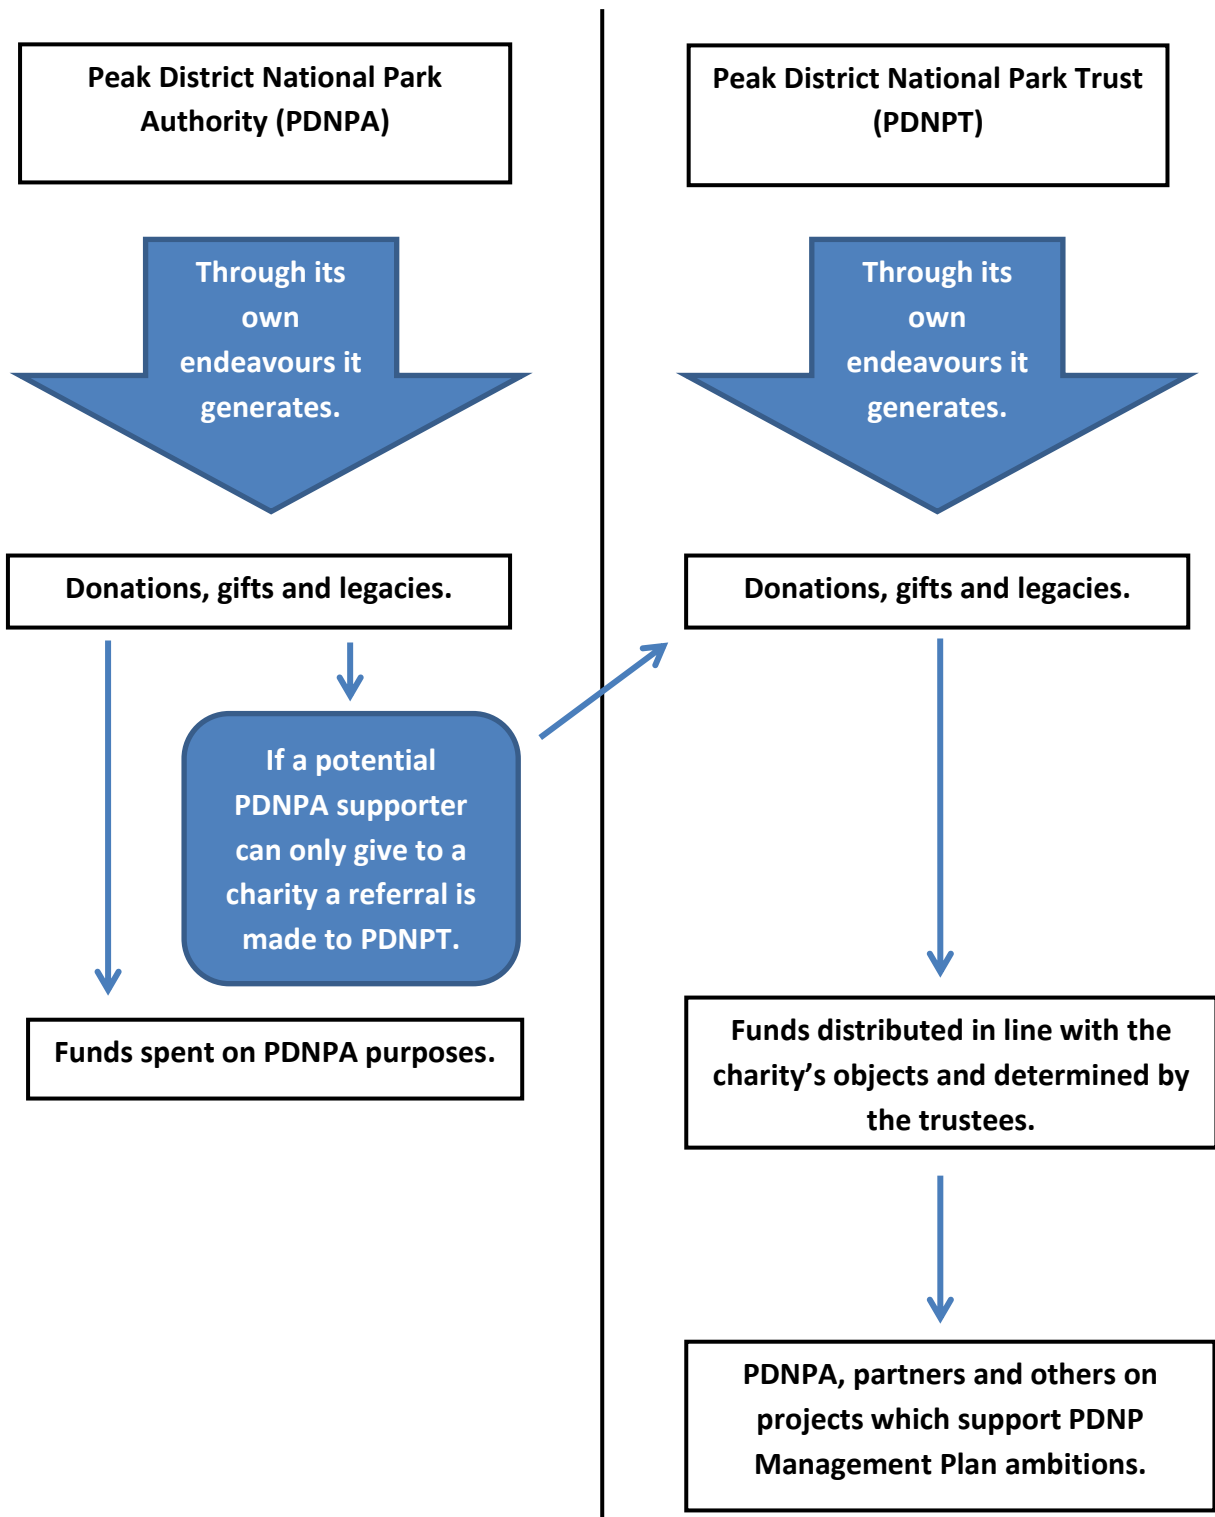 Peak District National Park
Authority (PDNPA)
Through its
own
endeavours it
generates.
Donations, gifts and legacies.
If a potential
PDNPA supporter
can only give to a
charity a referral is
made to PDNPT.
Funds spent on PDNPA purposes.
Peak District National Park Trust
(PDNPT)
Through its
own
endeavours it
generates.
Donations, gifts and legacies.
Funds distributed in line with the
charity’s objects and determined by
the trustees.
PDNPA, partners and others on
projects which support PDNP
Management Plan ambitions.